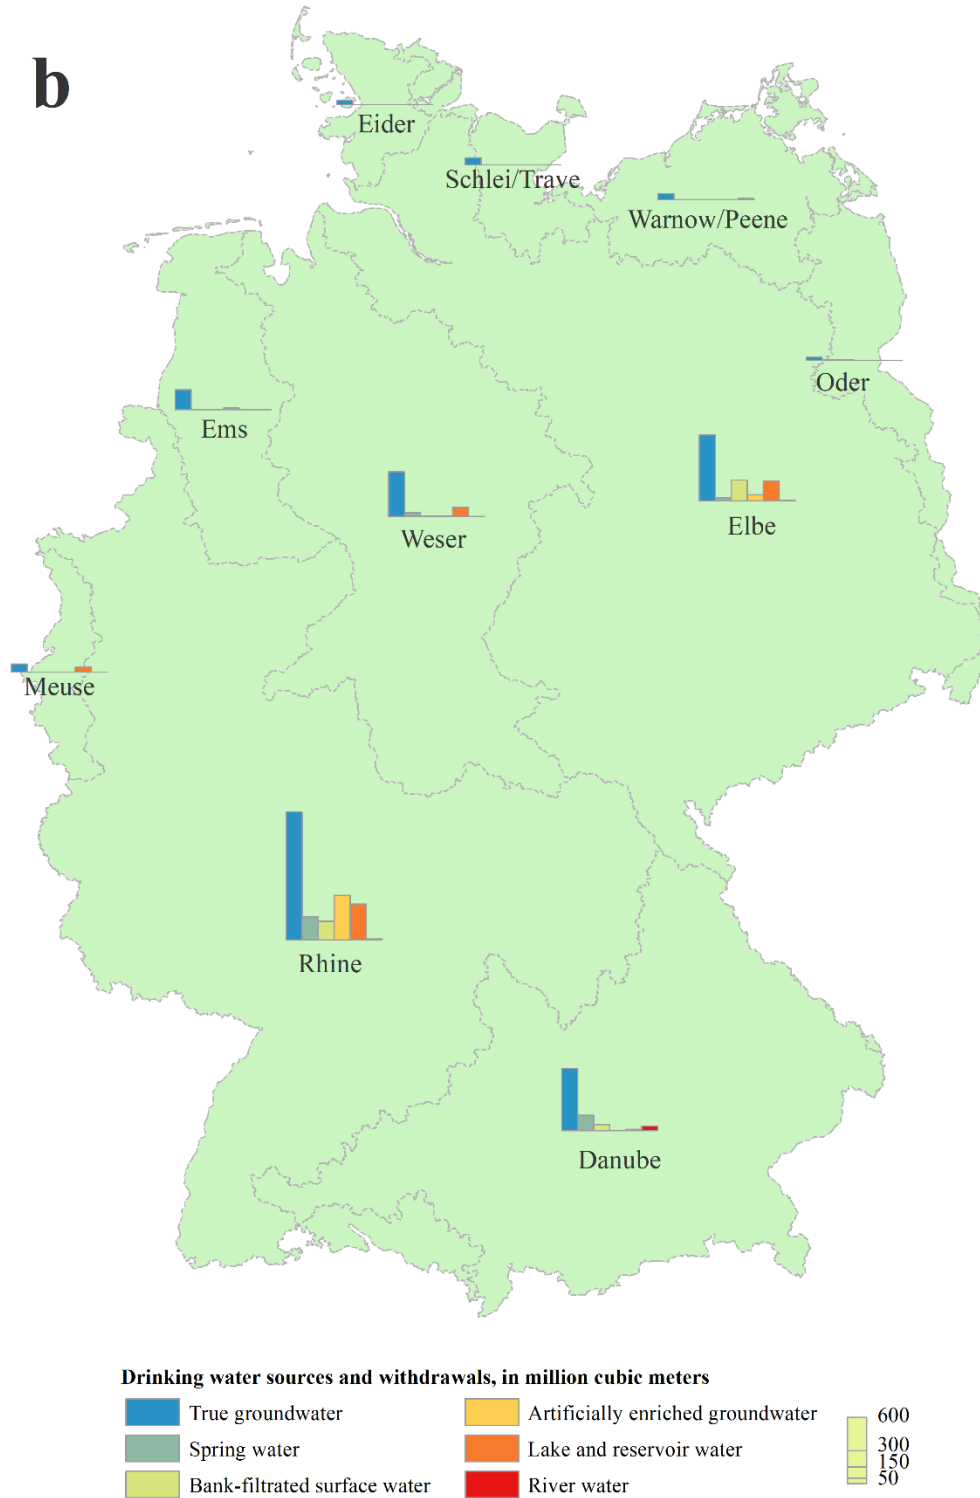 b
Eider
Schlei/Trave
Warnow/Peene
Oder
Ems
Elbe
Weser
Meuse
Rhine
Danube
Drinking water sources and withdrawals, in million cubic meters
True groundwater
Spring water
Bank-filtrated surface water
Artificially enriched groundwater
Lake and reservoir water
River water
600
300
150
50